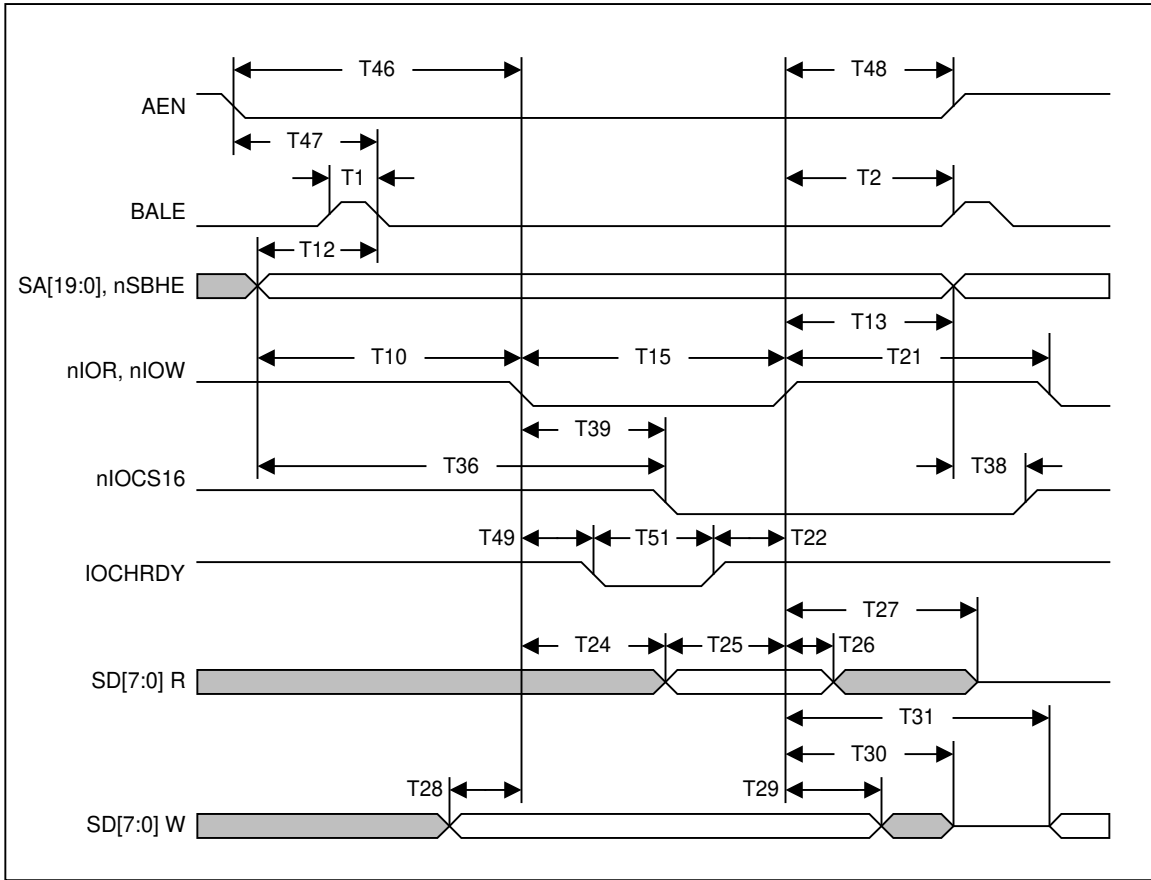 T46
T48
AEN
T47
T1
T2
BALE
T12
SA[19:0], nSBHE
T13
T10
T15
T21
nIOR, nIOW
T39
T36
T38
nIOCS16
T49
T51
T22
IOCHRDY
T27
T24
T25
T26
SD[7:0] R
T31
T30
T28
T29
SD[7:0] W